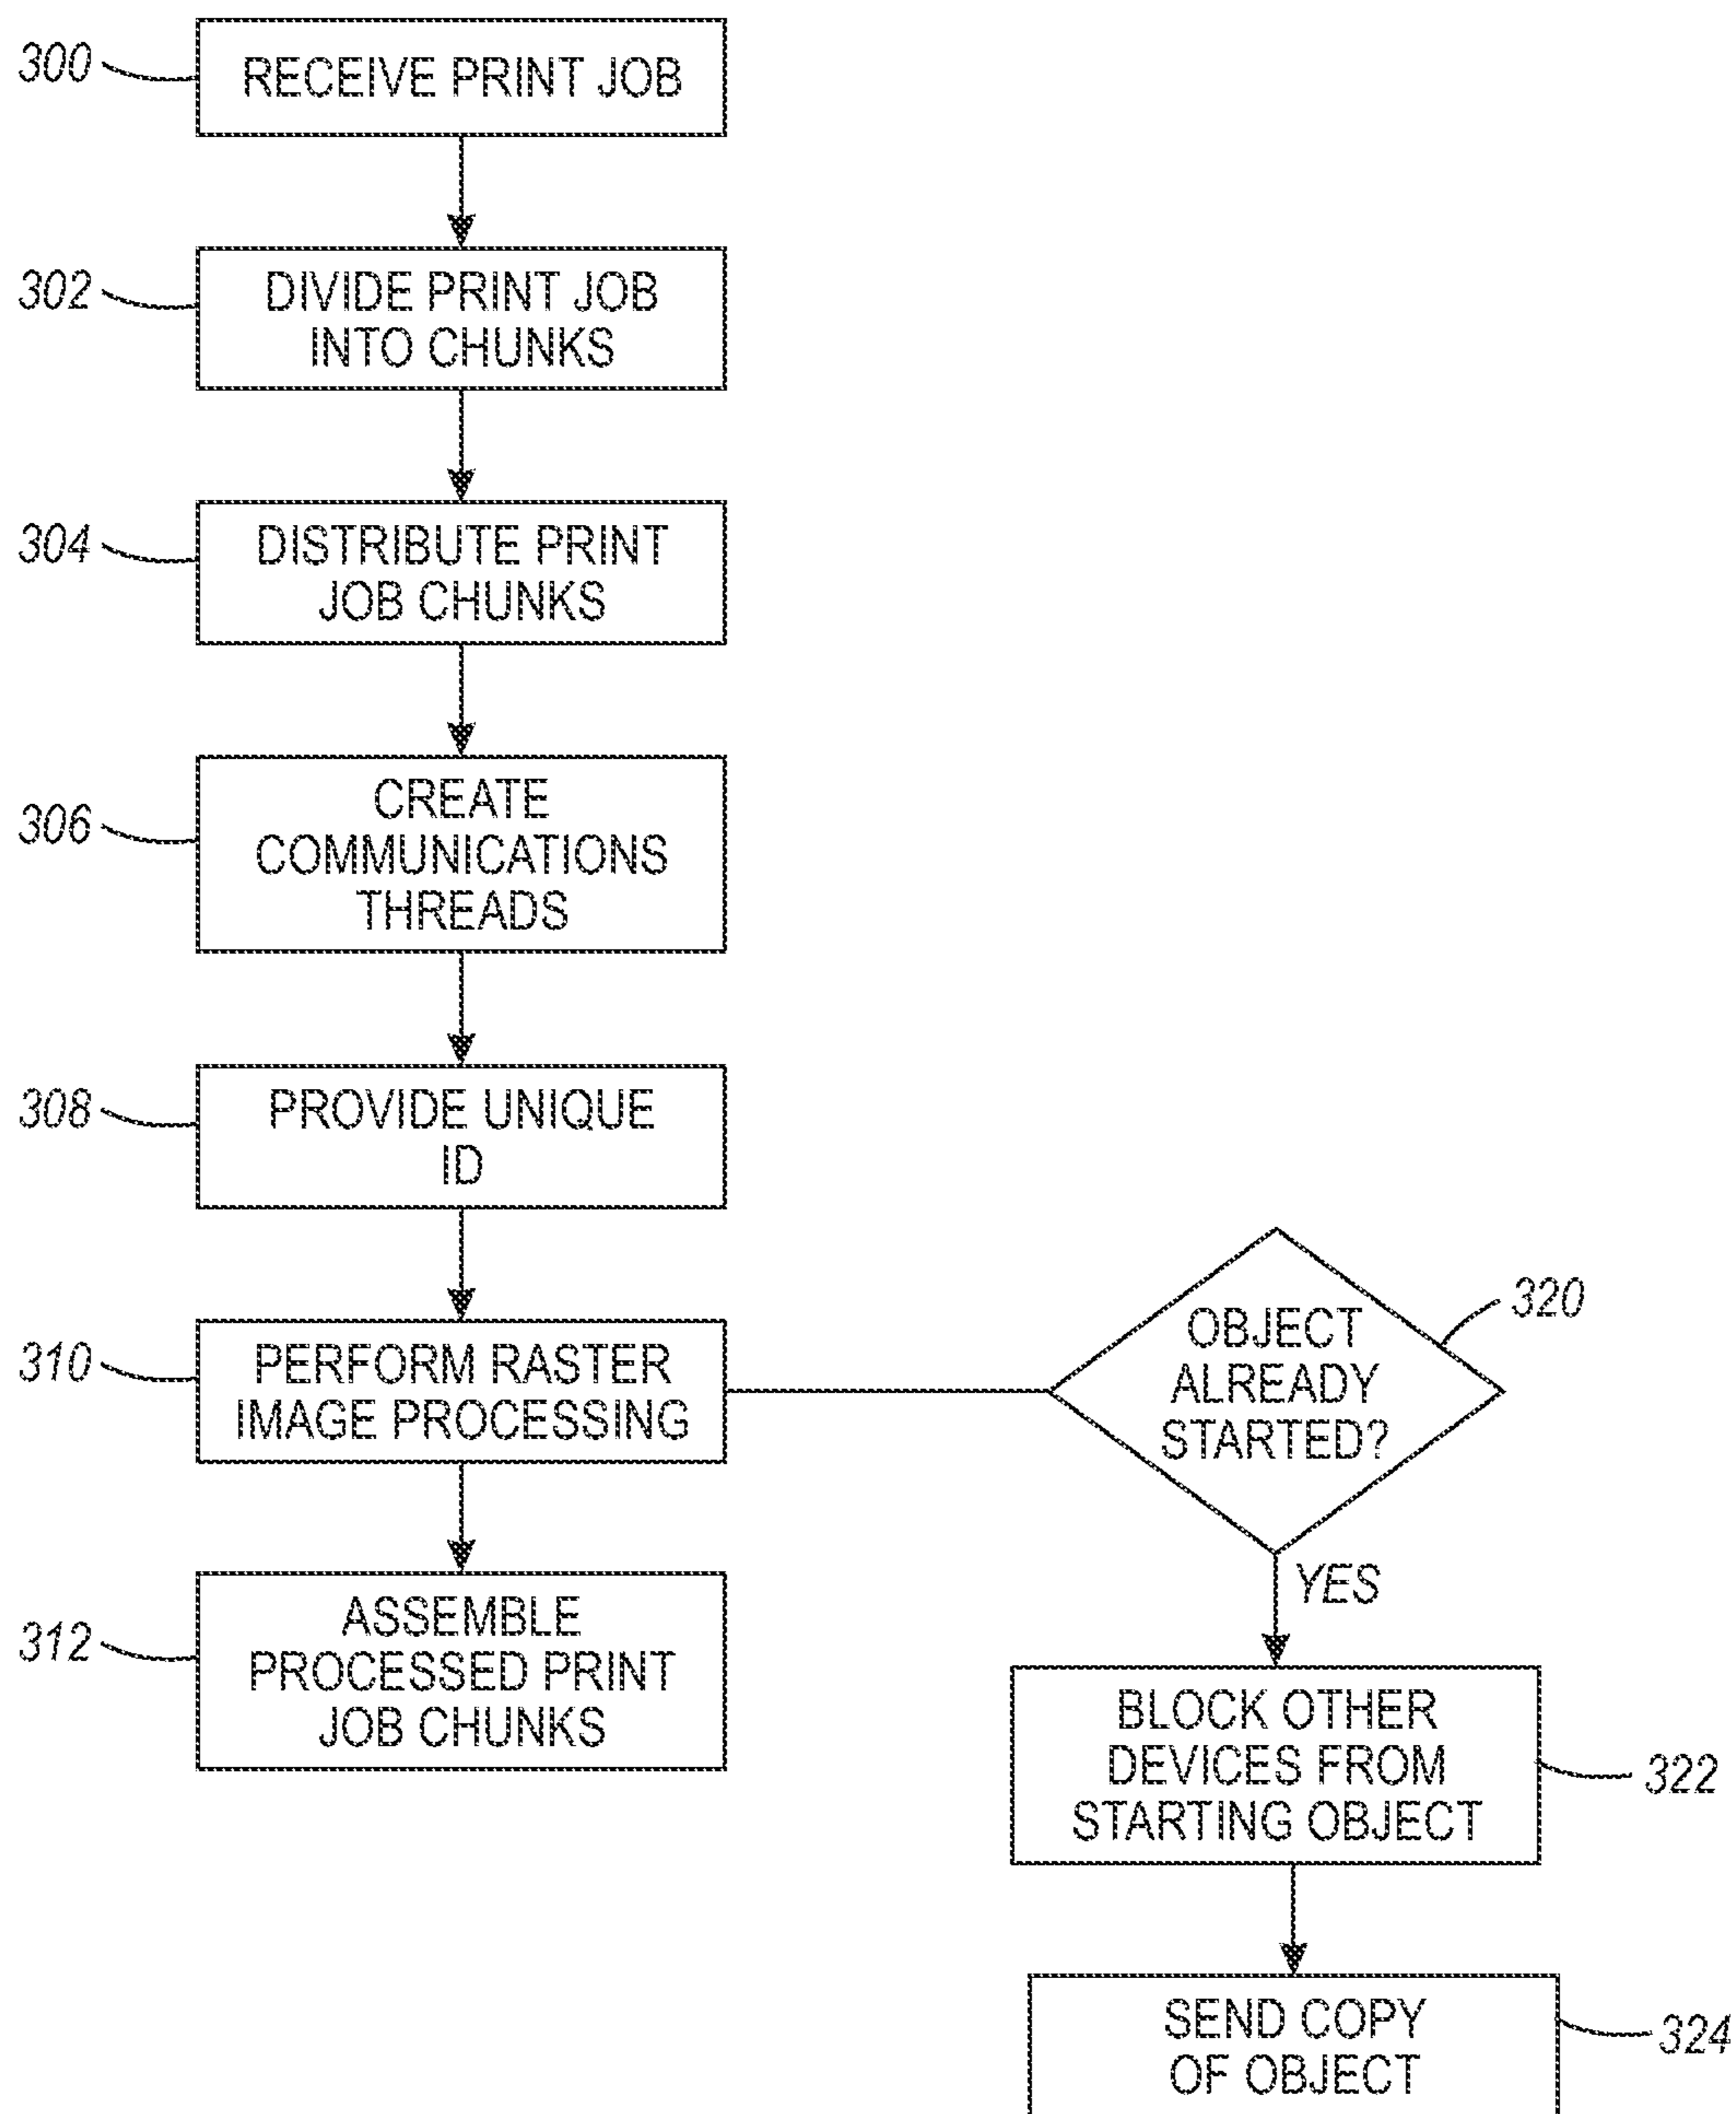 300
RECEIVE PRINT JOB
302
DIVIDE PRINT JOB
INTO CHUNKS
304
DISTRIBUTE PRINT
JOB CHUNKS
306
CREATE
COMMUNICATIONS
THREADS
308
PROVIDE UNIQUE
ID
310
PERFORM RASTER
IMAGE PROCESSING
312
ASSEMBLE
PROCESSED PRINT
JOB CHUNKS
320
OBJECT
ALREADY
STARTED?
YES
BLOCK OTHER
DEVICES FROM
STARTING OBJECT
322
SEND COPY
OF OBJECT
324